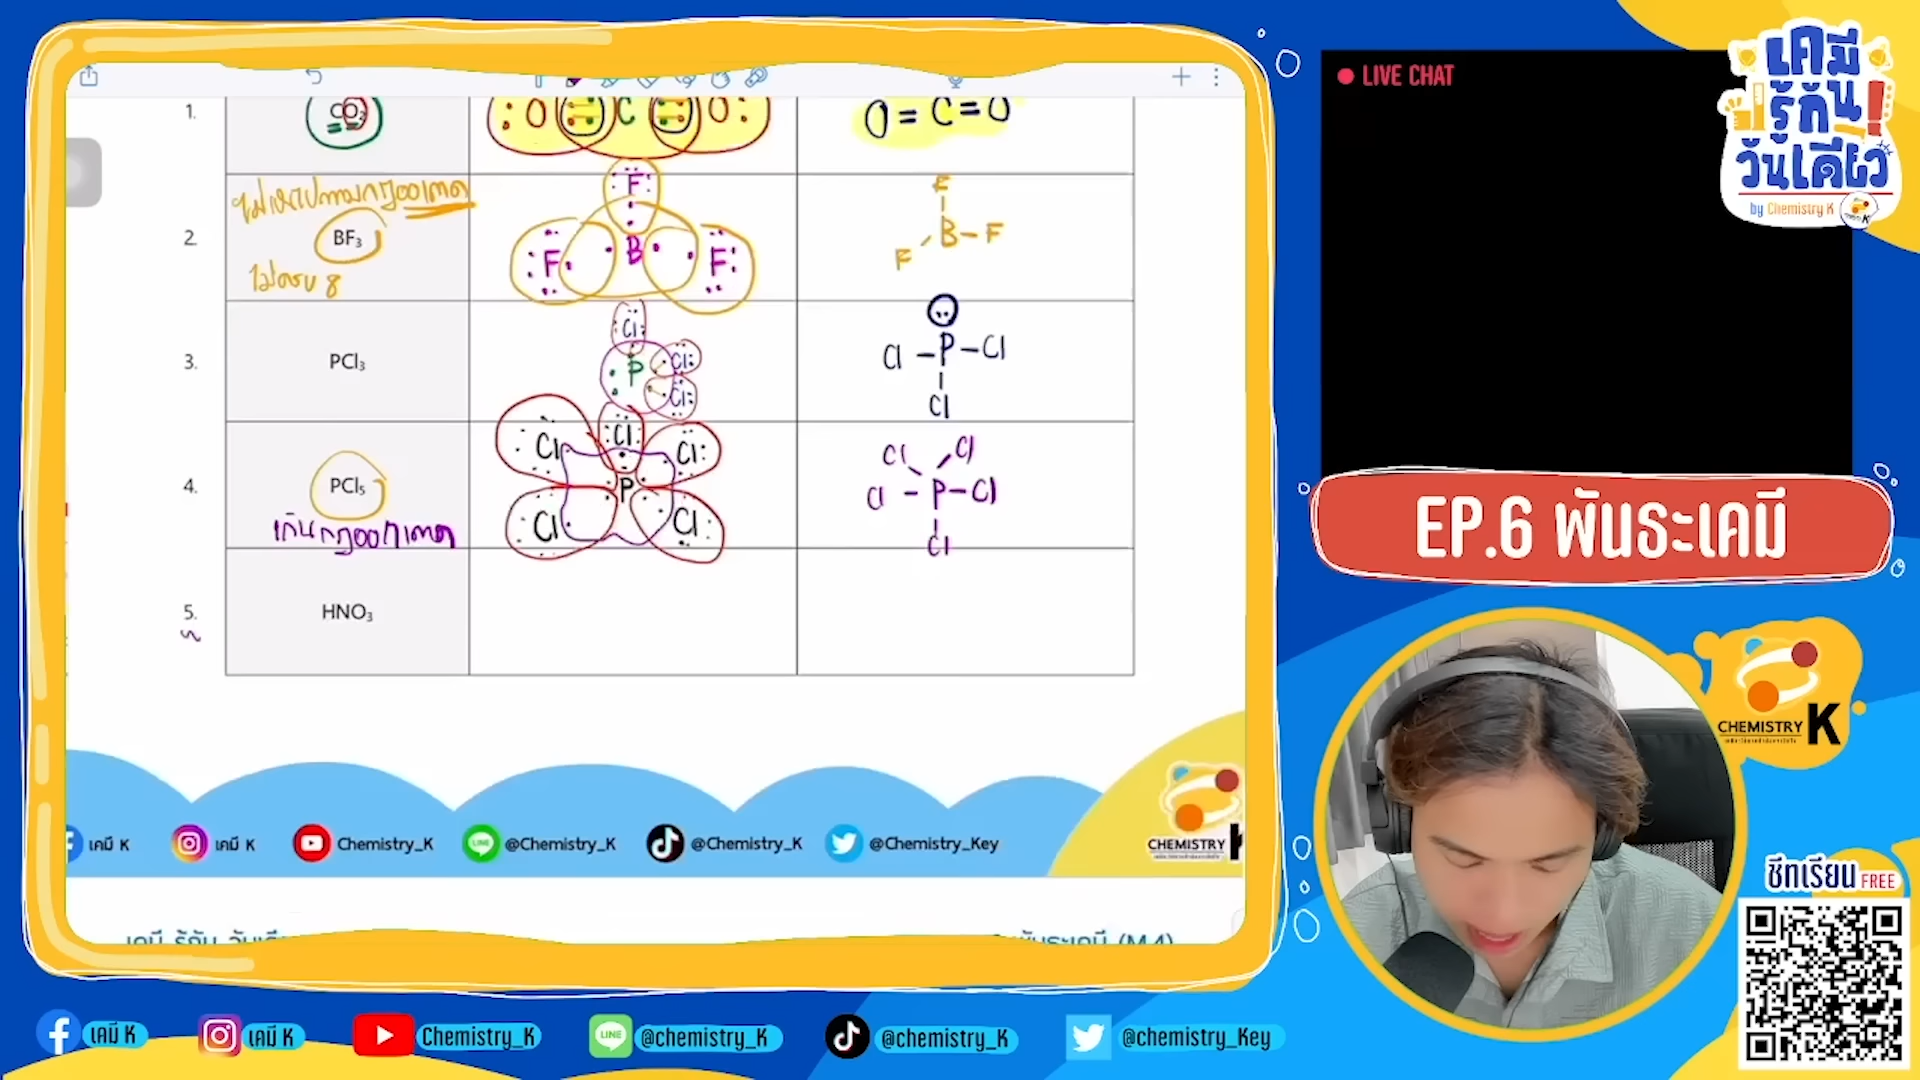 1.
CO₂
: O C O :
O = C = O
ไม่เป็นไปตามกฎออกเตต
2.
BF₃
ไม่ครบ 8
F
F B F
F
B – F
F
3.
PCl₃
Cl
P Cl
Cl
Cl – P – Cl
Cl
4.
PCl₅
เกินกฎออกเตต
Cl Cl Cl
P
Cl Cl
Cl Cl
Cl – P – Cl
Cl
5.
HNO₃
เคมี K
เคมี K
Chemistry_K
LINE
@Chemistry_K
@Chemistry_K
@Chemistry_Key
CHEMISTRY K
LIVE CHAT
เคมี
รู้กัน!
วันเดียว
by Chemistry K
EP.6 พันธะเคมี
CHEMISTRY K
ชีทเรียน FREE
เคมี K
เคมี K
Chemistry_K
LINE
@chemistry_K
@chemistry_K
@chemistry_Key